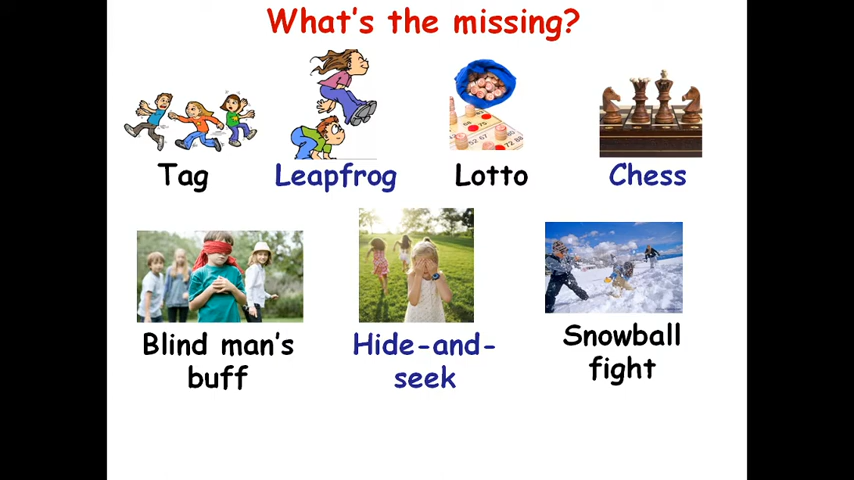 What's the missing?
Tag
Leapfrog
Lotto
Chess
Blind man's
buff
Hide-and-
seek
Snowball
fight